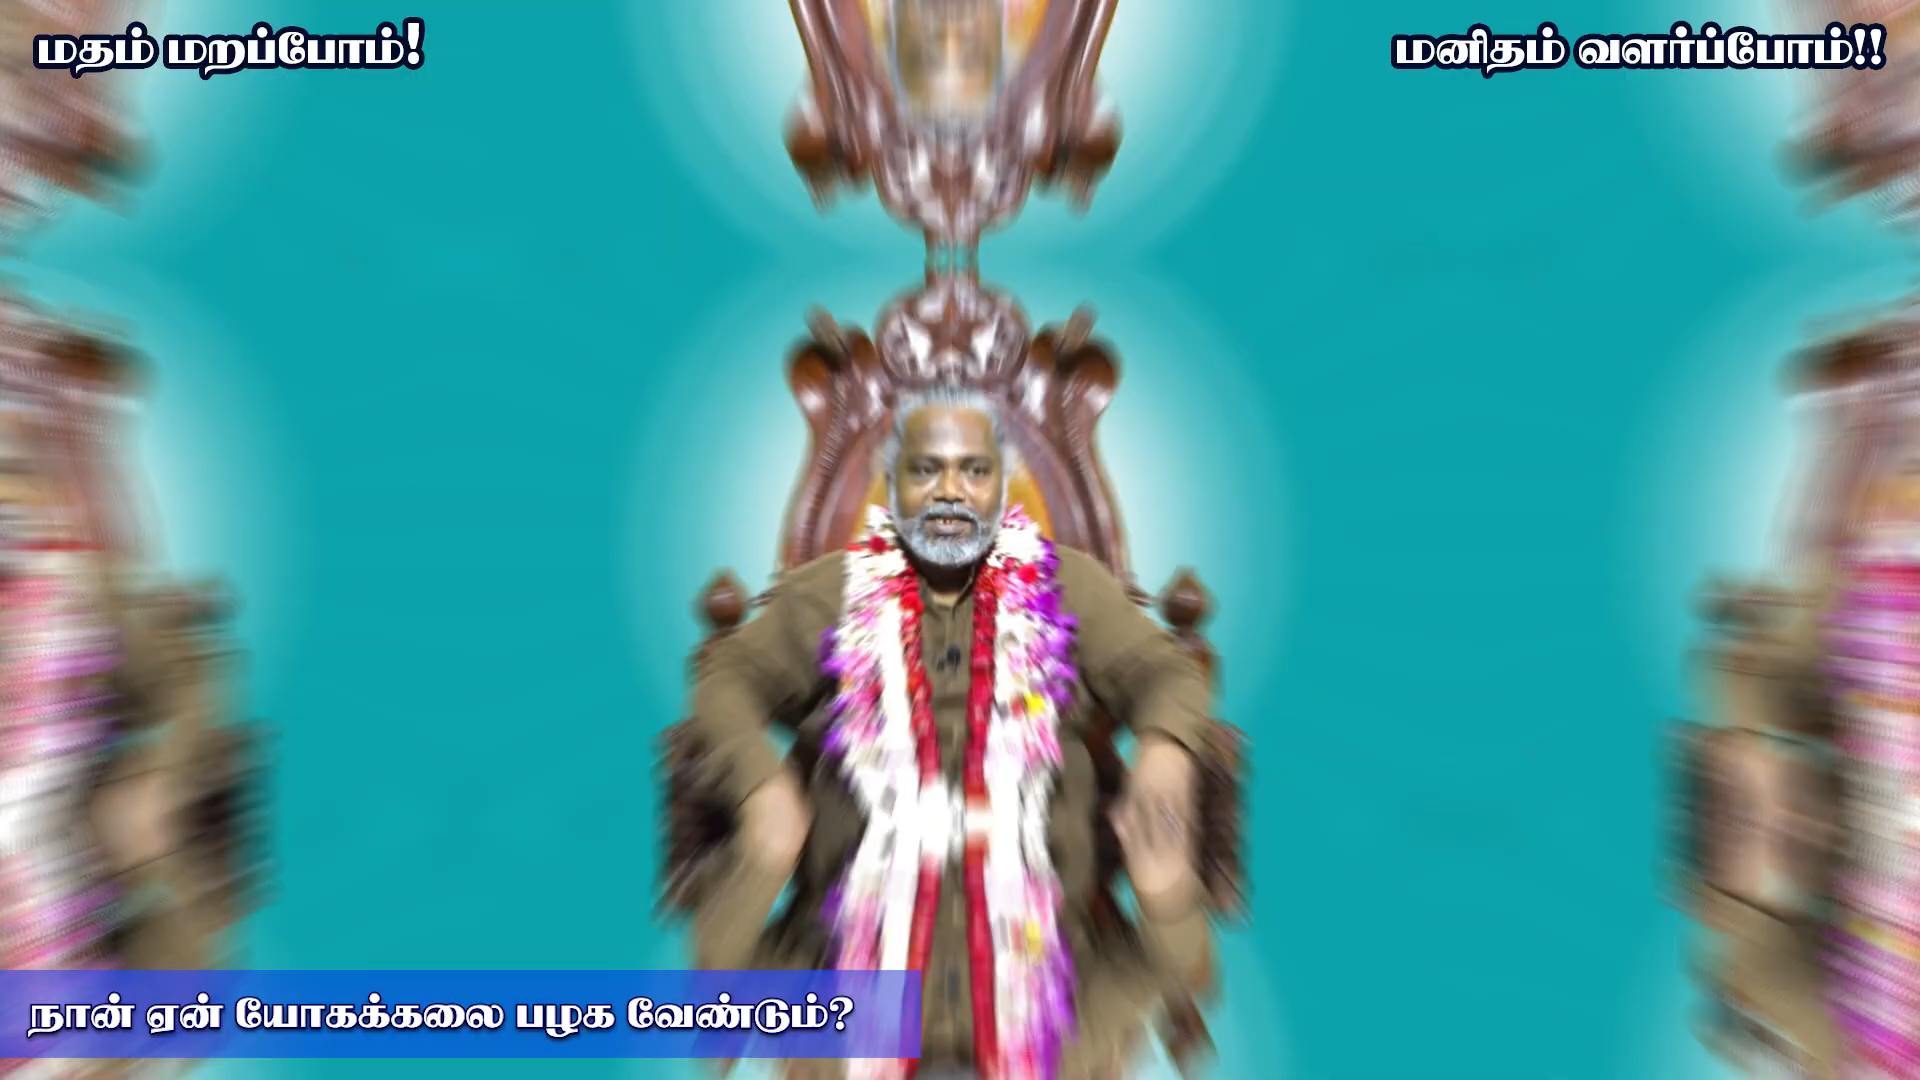 மதம் மறப்போம்!
மனிதம் வளர்ப்போம்!!
நான் ஏன் யோகக்கலை பழக வேண்டும்?